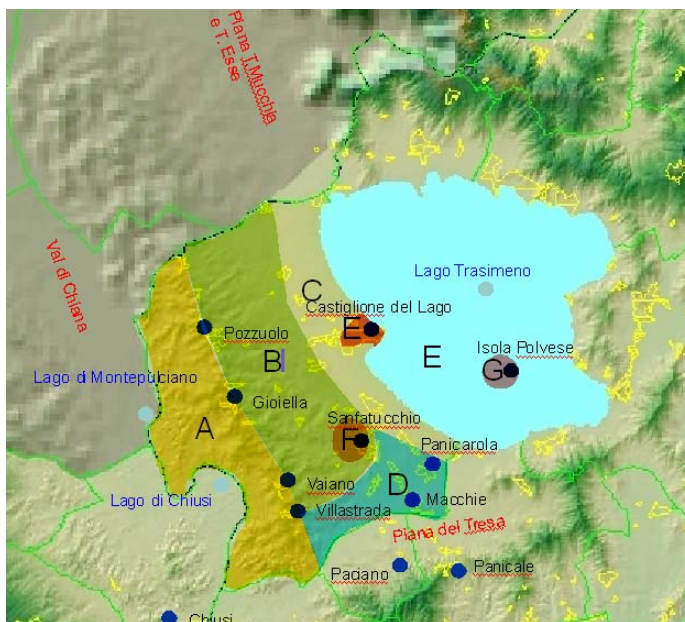 Piana T.Mucchia
e T. Esse
Val di Chiana
Lago Trasimeno
C
Castiglione del Lago
E
E
Isola Polvese
G
Pozzuolo
B
Lago di Montepulciano
Gioiella
A
Sanfatucchio
F
Panicarola
Vaiano
Lago di Chiusi
D
Macchie
Villastrada
Piana del Tresa
Paciano
Panicale
Chiusi